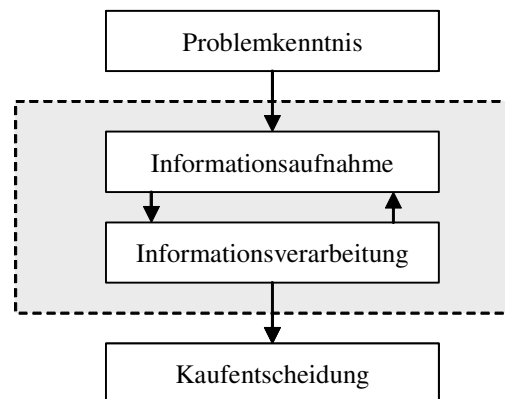 Problemkenntnis
Informationsaufnahme
Informationsverarbeitung
Kaufentscheidung